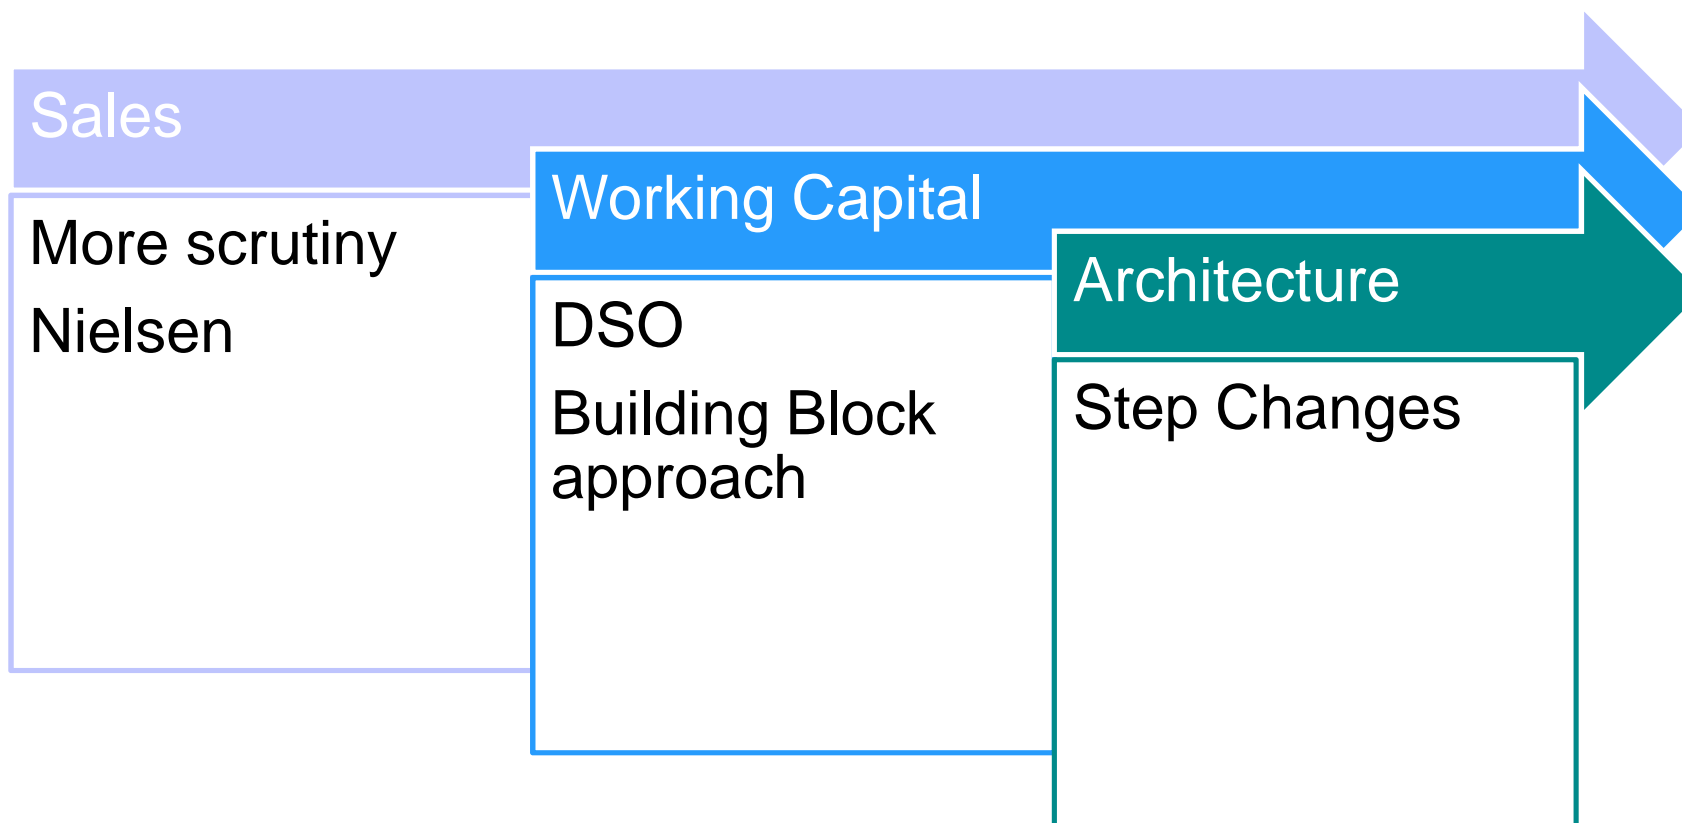 Sales
More scrutiny
Nielsen
Working Capital
DSO
Building Block
approach
Architecture
Step Changes